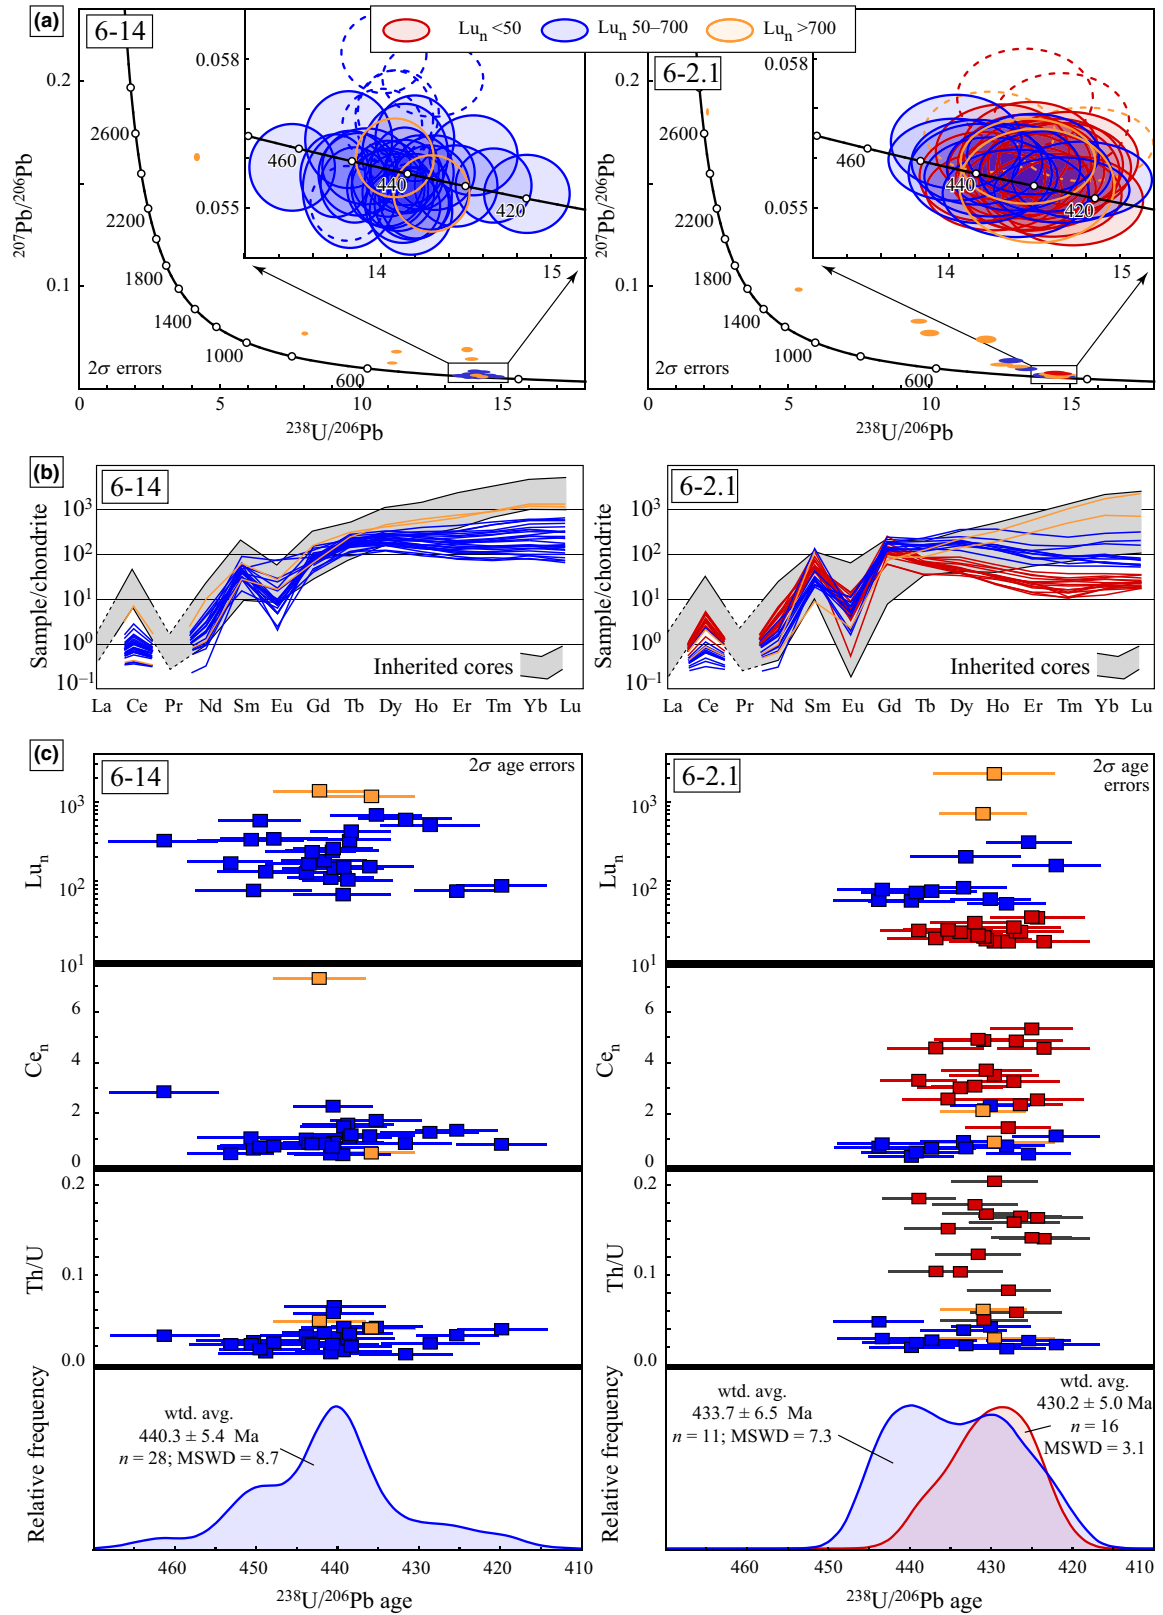 (a)
6-14
Luₙ <50
Luₙ 50–700
Luₙ >700
0.2
0.1
²⁰⁷Pb/²⁰⁶Pb
2600
2200
1800
1400
1000
600
0.058
0.055
460
440
420
14
15
2σ errors
0
5
10
15
²³⁸U/²⁰⁶Pb
6-2.1
0.2
0.1
²⁰⁷Pb/²⁰⁶Pb
2600
2200
1800
1400
1000
600
0.058
0.055
460
440
420
14
15
2σ errors
0
5
10
15
²³⁸U/²⁰⁶Pb
(b)
6-14
Sample/chondrite
10³
10²
10¹
10⁰
10⁻¹
Inherited cores
La Ce Pr Nd Sm Eu Gd Tb Dy Ho Er Tm Yb Lu
6-2.1
Sample/chondrite
10³
10²
10¹
10⁰
10⁻¹
Inherited cores
La Ce Pr Nd Sm Eu Gd Tb Dy Ho Er Tm Yb Lu
(c)
6-14
2σ age errors
Luₙ
10³
10²
10¹
Ceₙ
6
4
2
0
Th/U
0.2
0.1
0.0
Relative frequency
wtd. avg.
440.3 ± 5.4 Ma
n = 28; MSWD = 8.7
460
450
440
430
420
410
²³⁸U/²⁰⁶Pb age
6-2.1
2σ age
errors
Luₙ
10³
10²
10¹
Ceₙ
6
4
2
0
Th/U
0.2
0.1
0.0
Relative frequency
wtd. avg.
433.7 ± 6.5 Ma
n = 11; MSWD = 7.3
wtd. avg.
430.2 ± 5.0 Ma
n = 16
MSWD = 3.1
460
450
440
430
420
410
²³⁸U/²⁰⁶Pb age